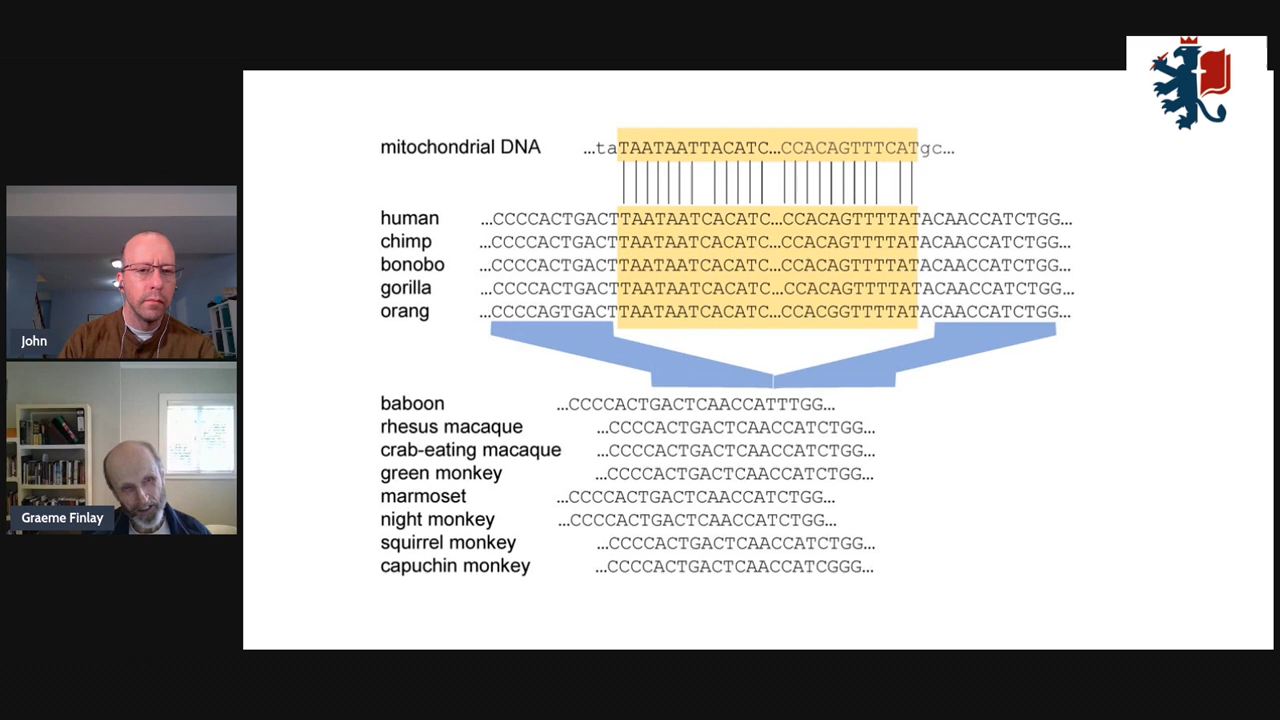 mitochondrial DNA …taTAATAATTACATC…CCACAGTTTCATgc…
human …CCCCACTGACTTAATAATCACATC…CCACAGTTTTATACAACCATCTGG…
chimp …CCCCACTGACTTAATAATCACATC…CCACAGTTTTATACAACCATCTGG…
bonobo …CCCCACTGACTTAATAATCACATC…CCACAGTTTTATACAACCATCTGG…
gorilla …CCCCACTGACTTAATAATCACATC…CCACAGTTTTATACAACCATCTGG…
orang …CCCCAGTGACTTAATAATCACATC…CCACGGTTTTATACAACCATCTGG…
baboon …CCCCACTGACTCAACCATTTGG…
rhesus macaque …CCCCACTGACTCAACCATCTGG…
crab-eating macaque …CCCCACTGACTCAACCATCTGG…
green monkey …CCCCACTGACTCAACCATCTGG…
marmoset …CCCCACTGACTCAACCATCTGG…
night monkey …CCCCACTGACTCAACCATCTGG…
squirrel monkey …CCCCACTGACTCAACCATCTGG…
capuchin monkey …CCCCACTGACTCAACCATCGGG…
John
Graeme Finlay